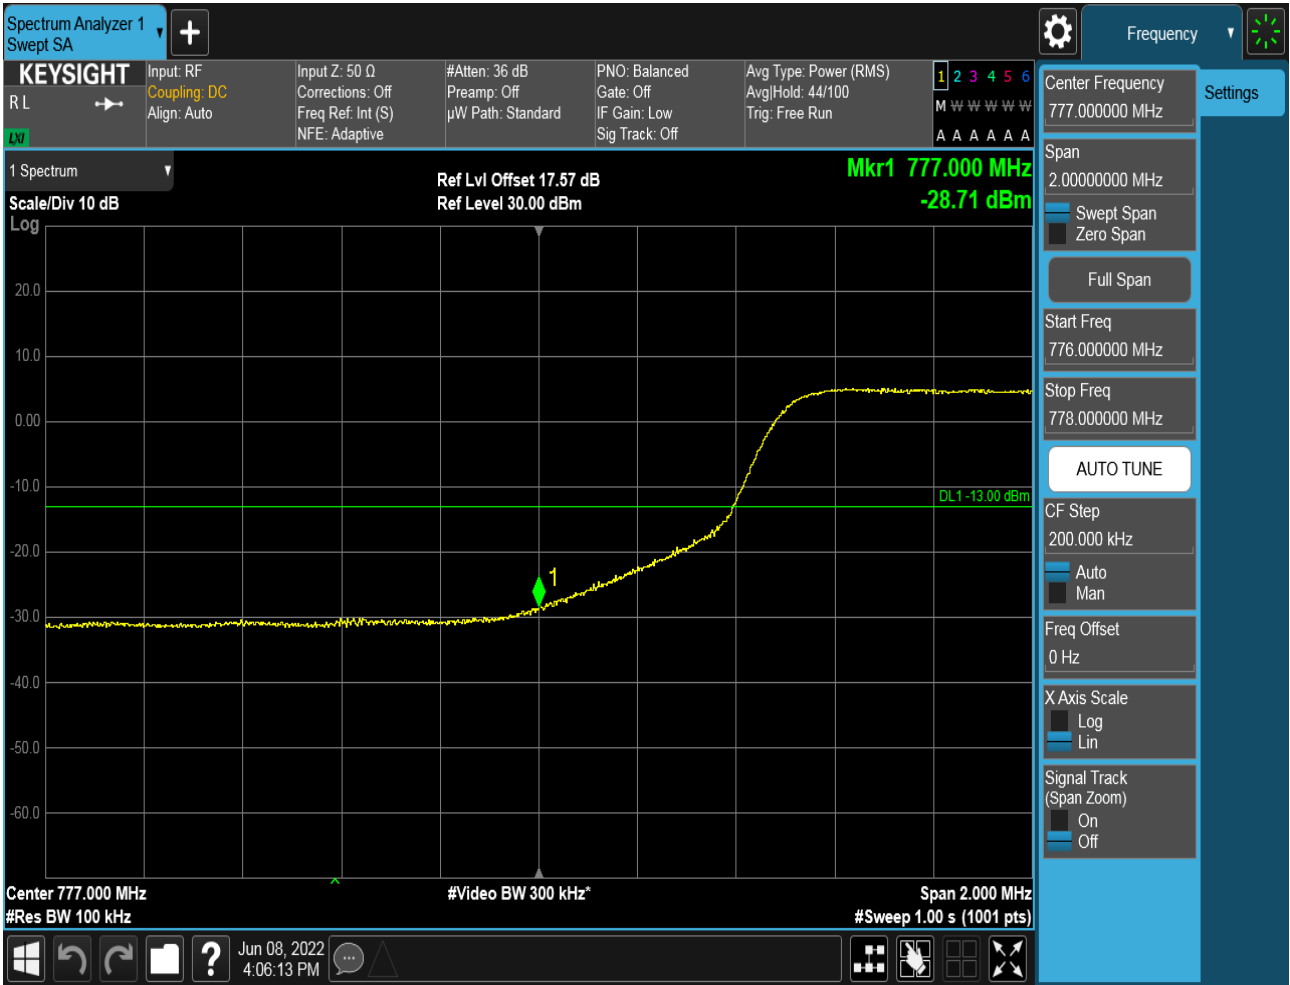 Spectrum Analyzer 1
Swept SA
Frequency
KEYSIGHT
R L
LXI
Input: RF
Coupling: DC
Align: Auto
Input Z: 50 Ω
Corrections: Off
Freq Ref: Int (S)
NFE: Adaptive
#Atten: 36 dB
Preamp: Off
µW Path: Standard
PNO: Balanced
Gate: Off
IF Gain: Low
Sig Track: Off
Avg Type: Power (RMS)
Avg|Hold: 44/100
Trig: Free Run
1 2 3 4 5 6
M W W W W W
A A A A A A
1 Spectrum
Scale/Div 10 dB
Log
Ref Lvl Offset 17.57 dB
Ref Level 30.00 dBm
Mkr1 777.000 MHz
-28.71 dBm
20.0
10.0
0.00
-10.0
-20.0
-30.0
-40.0
-50.0
-60.0
DL1 -13.00 dBm
1
Center 777.000 MHz
#Res BW 100 kHz
#Video BW 300 kHz*
Span 2.000 MHz
#Sweep 1.00 s (1001 pts)
Jun 08, 2022
4:06:13 PM
Center Frequency
777.000000 MHz
Settings
Span
2.00000000 MHz
Swept Span
Zero Span
Full Span
Start Freq
776.000000 MHz
Stop Freq
778.000000 MHz
AUTO TUNE
CF Step
200.000 kHz
Auto
Man
Freq Offset
0 Hz
X Axis Scale
Log
Lin
Signal Track
(Span Zoom)
On
Off